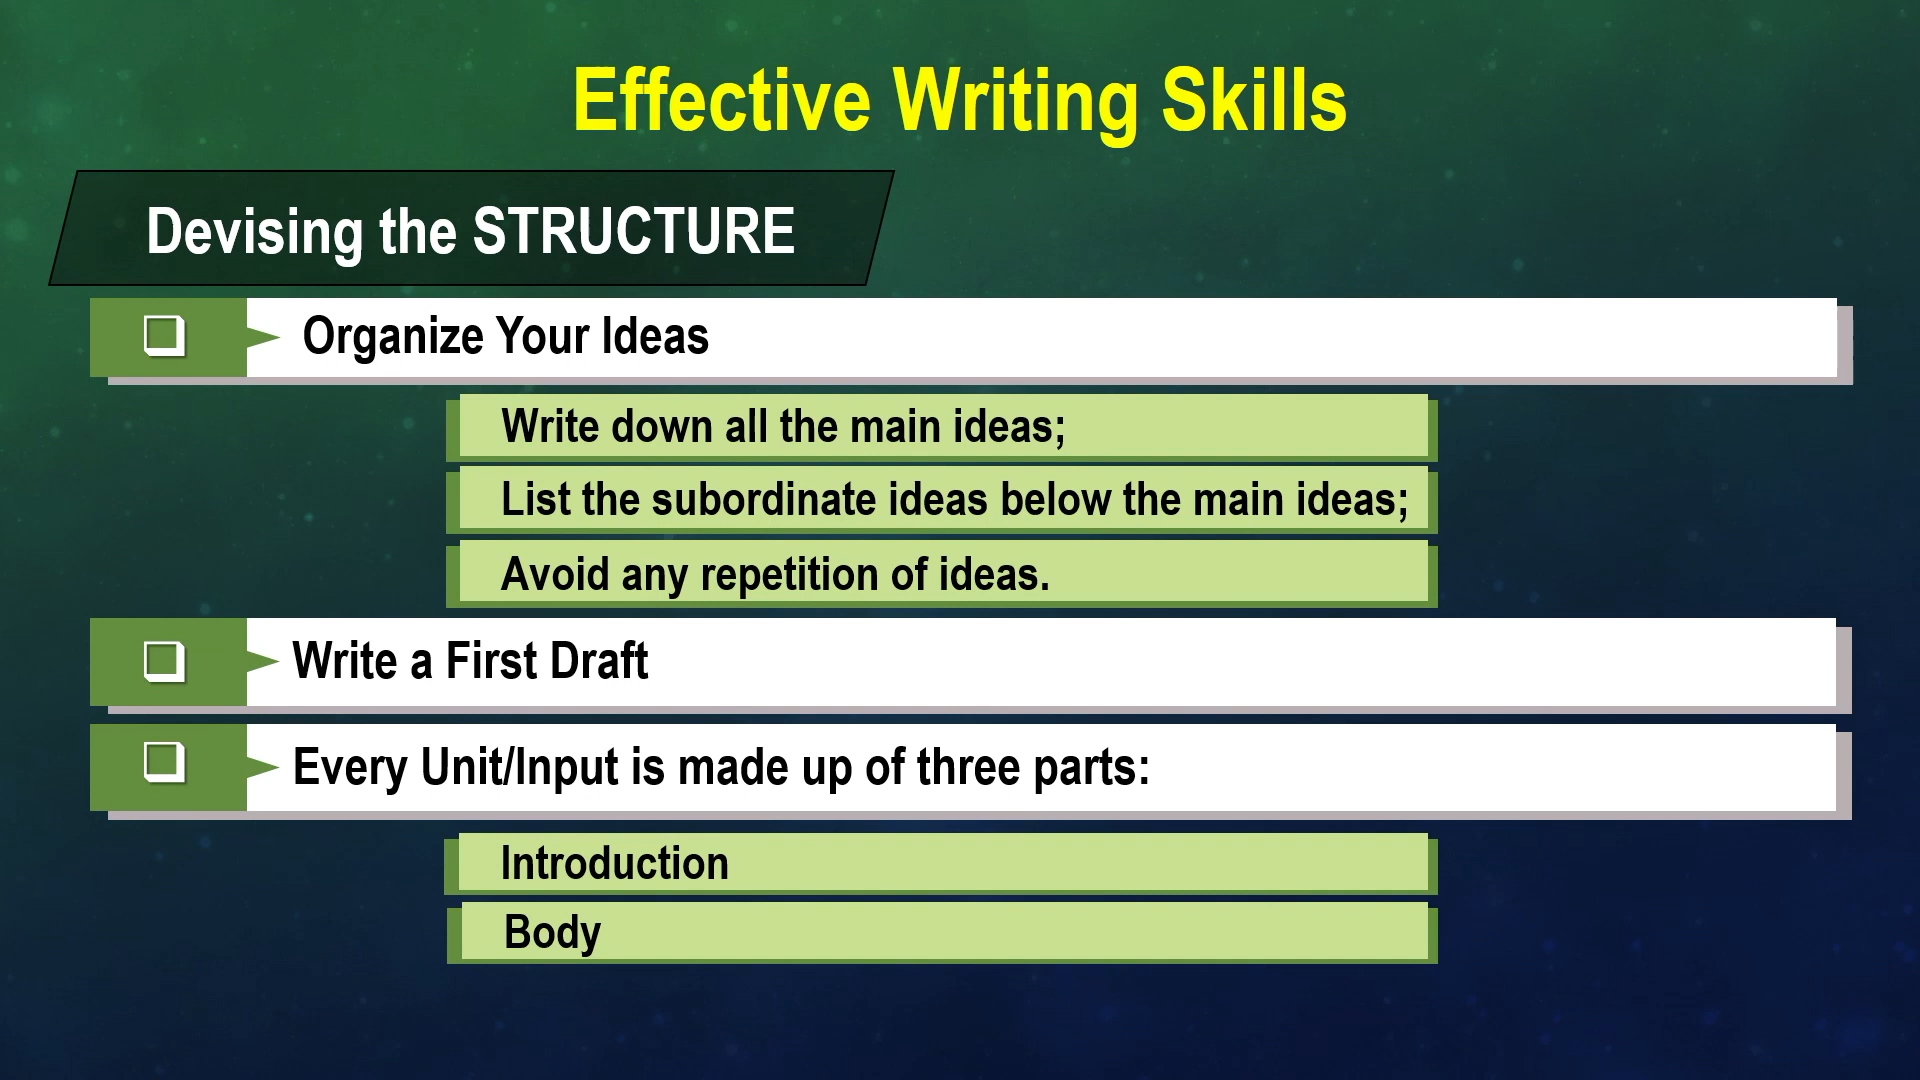 Effective Writing Skills
Devising the STRUCTURE
Organize Your Ideas
Write down all the main ideas;
List the subordinate ideas below the main ideas;
Avoid any repetition of ideas.
Write a First Draft
Every Unit/Input is made up of three parts:
Introduction
Body